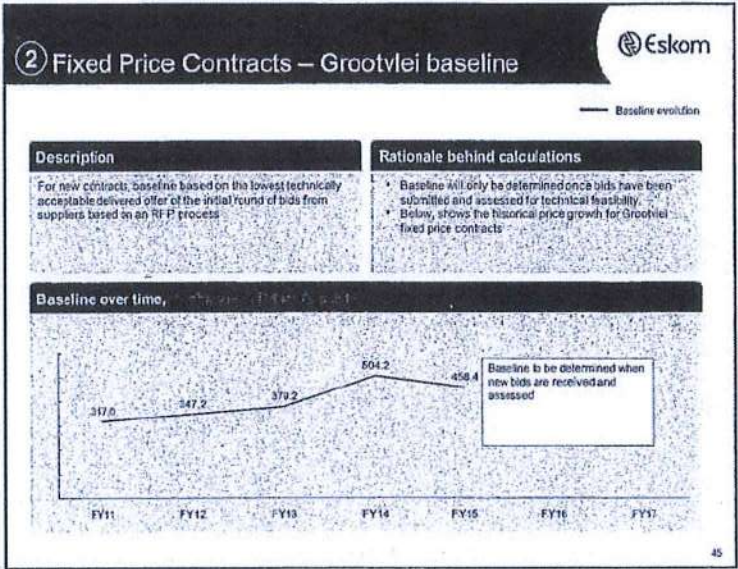 2 Fixed Price Contracts – Grootvlei baseline
Eskom
Baseline evolution
Description
For new contracts, baseline based on the lowest technically
acceptable delivered offer of the initial round of bids from
suppliers based on an RFP process
Rationale behind calculations
• Baseline will only be determined once bids have been
submitted and assessed for technical feasibility.
• Below, shows the historical price growth for Grootvlei
fixed price contracts
Baseline over time,
317.0
347.2
379.2
504.2
458.4
Baseline to be determined when
new bids are received and
assessed
FY11 FY12 FY13 FY14 FY15 FY16 FY17
45